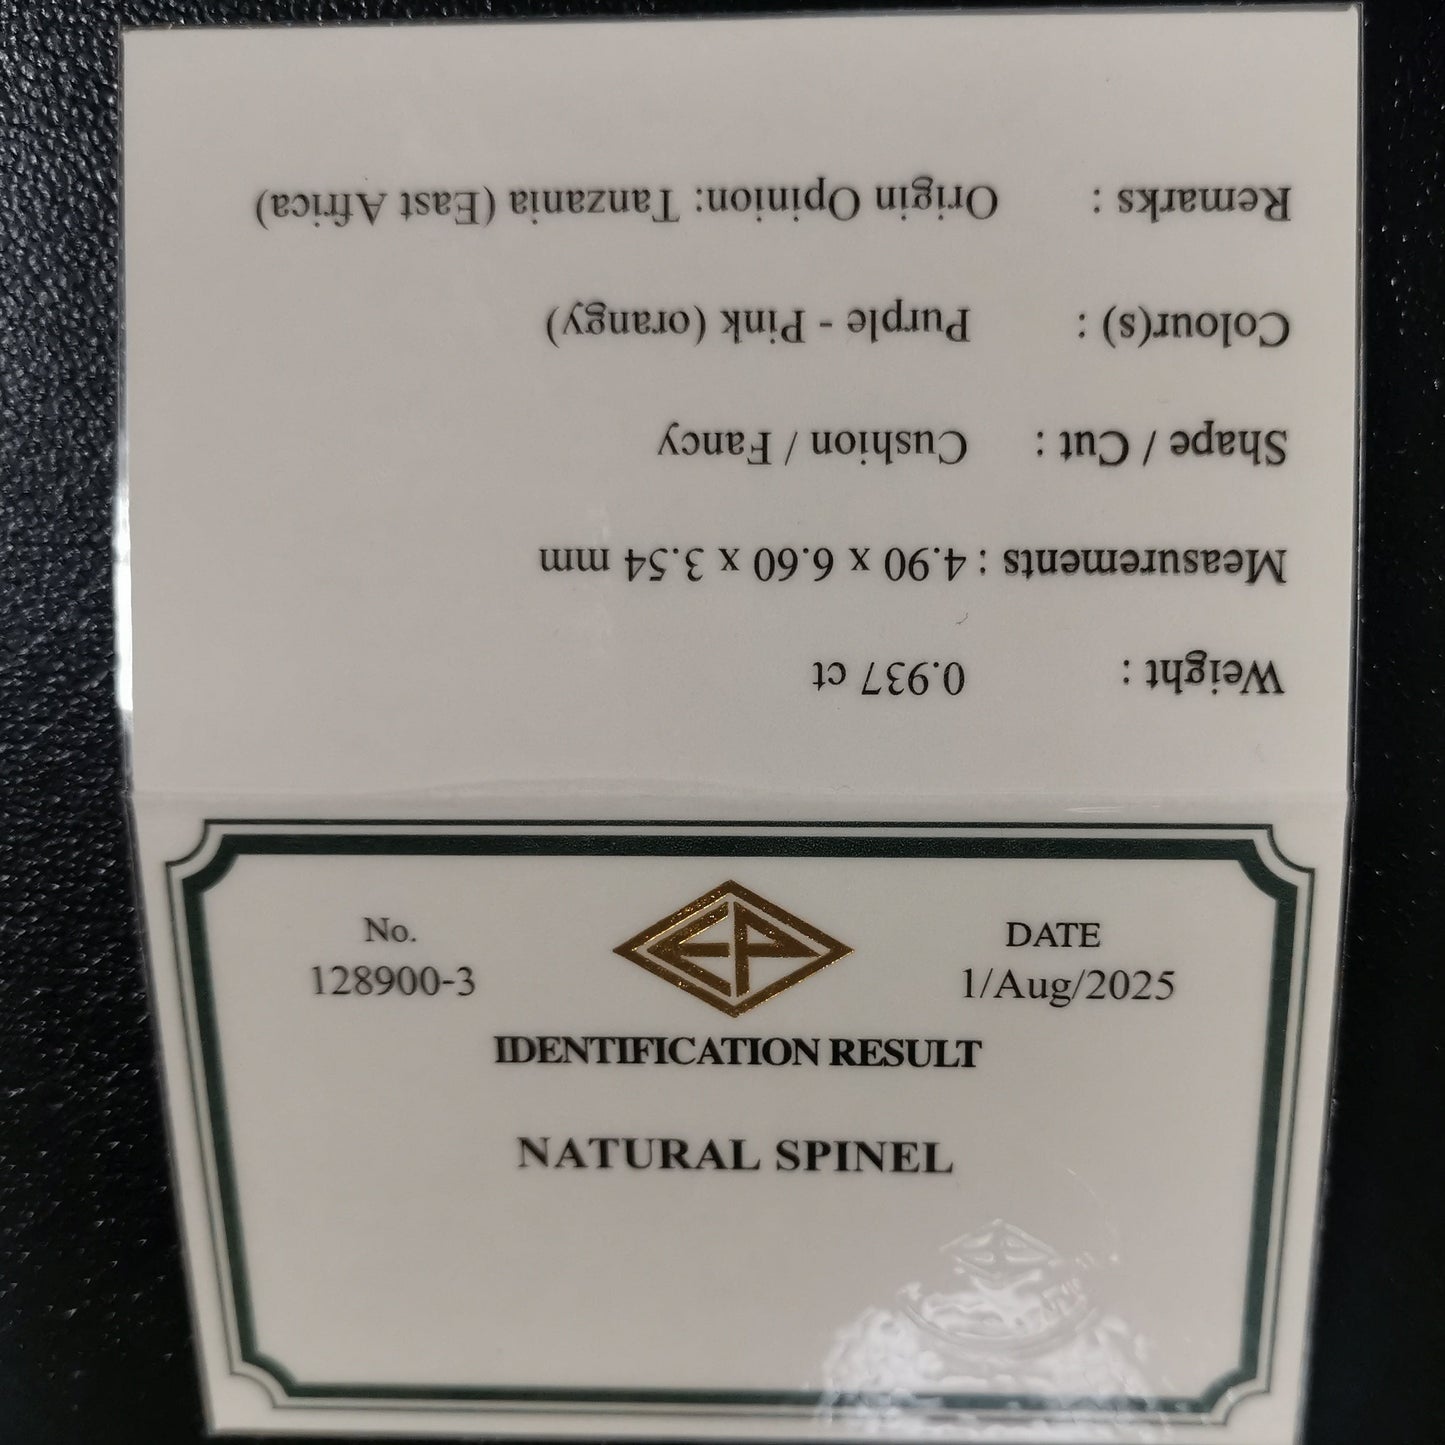 No.
128900-3
EP
DATE
1/Aug/2025
IDENTIFICATION RESULT
NATURAL SPINEL
Weight : 0.937 ct
Measurements : 4.90 x 6.60 x 3.54 mm
Shape / Cut : Cushion / Fancy
Colour(s) : Purple - Pink (orangy)
Remarks : Origin Opinion: Tanzania (East Africa)